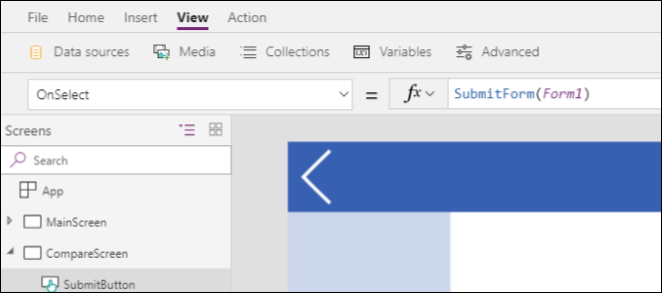 File Home Insert View Action
Data sources Media Collections Variables Advanced
OnSelect = fx SubmitForm(Form1)
Screens
Search
App
MainScreen
CompareScreen
SubmitButton